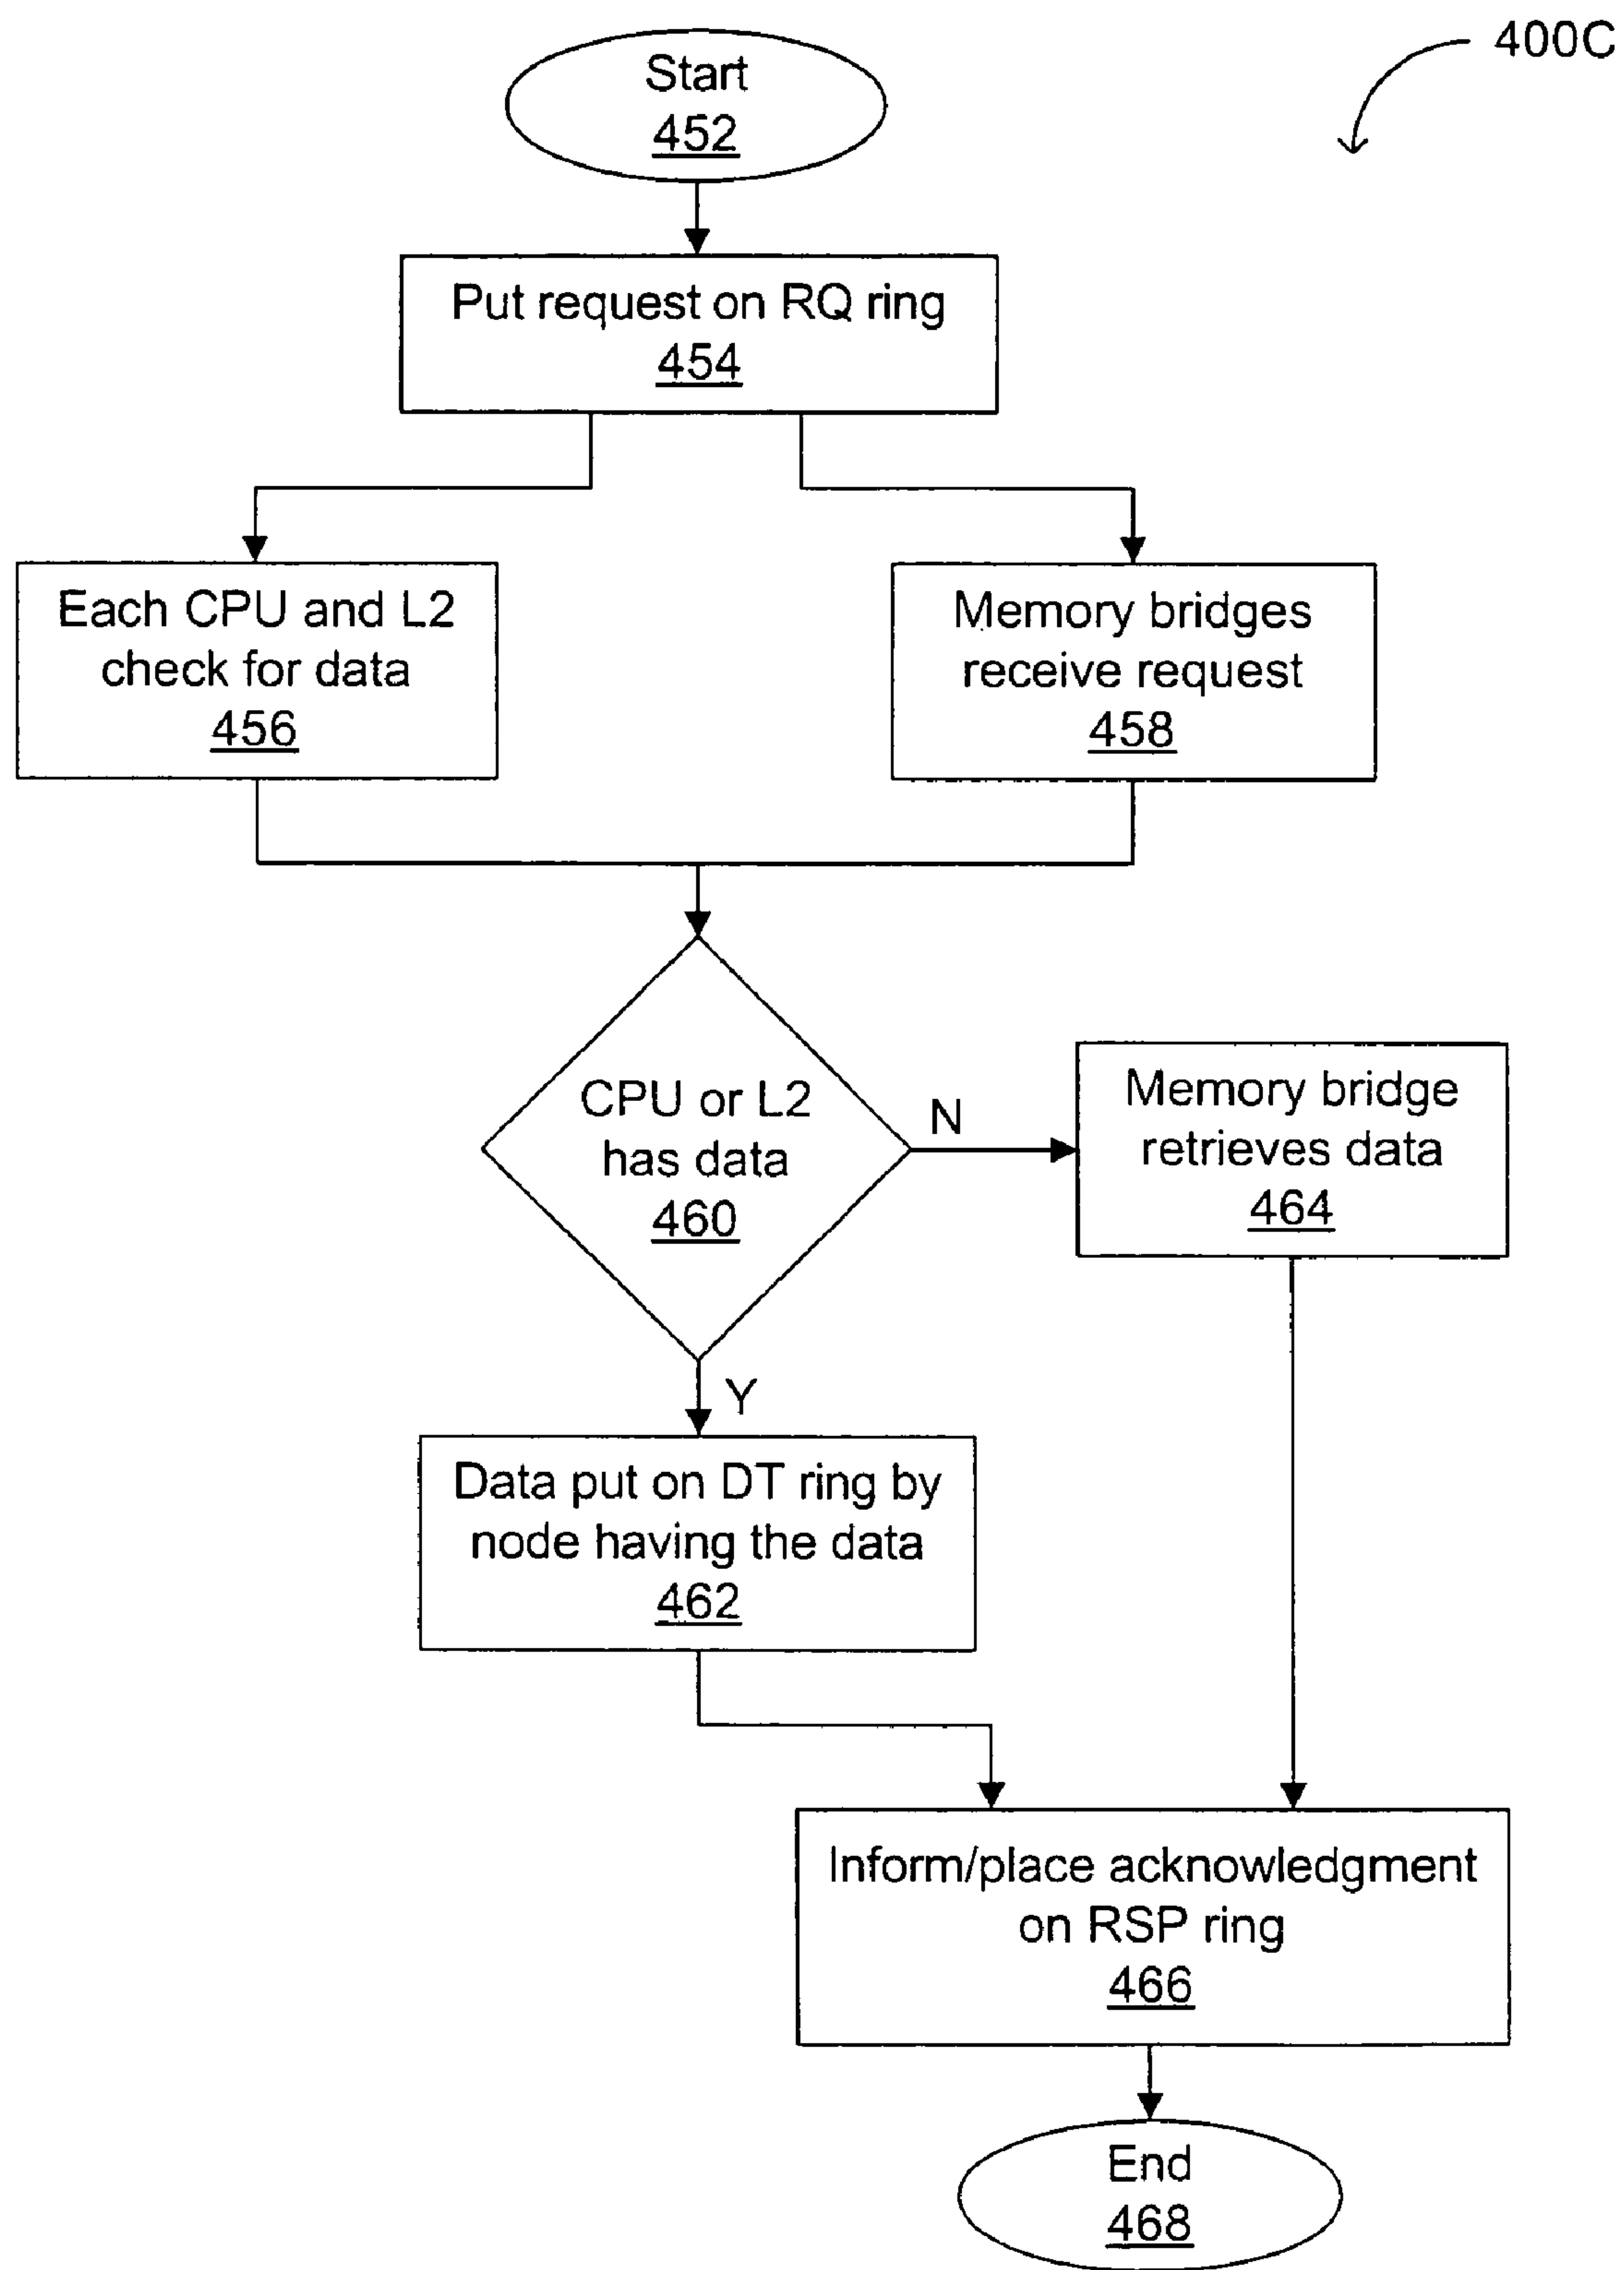 400C
Start
452
Put request on RQ ring
454
Each CPU and L2
check for data
456
Memory bridges
receive request
458
CPU or L2
has data
460
N
Memory bridge
retrieves data
464
Y
Data put on DT ring by
node having the data
462
Inform/place acknowledgment
on RSP ring
466
End
468